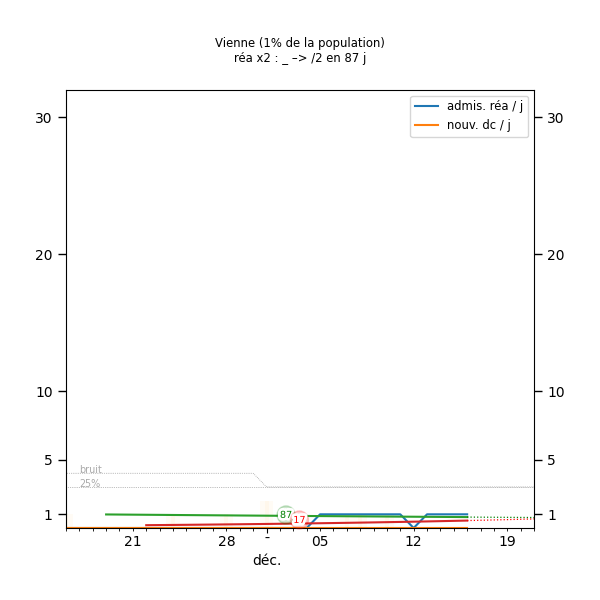 Vienne (1% de la population)
réa x2 : _ –> /2 en 87 j
admis. réa / j
nouv. dc / j
30 30
20 20
10 10
5 5
bruit
25%
1 87 17 1
21 28 - 05 12 19
déc.